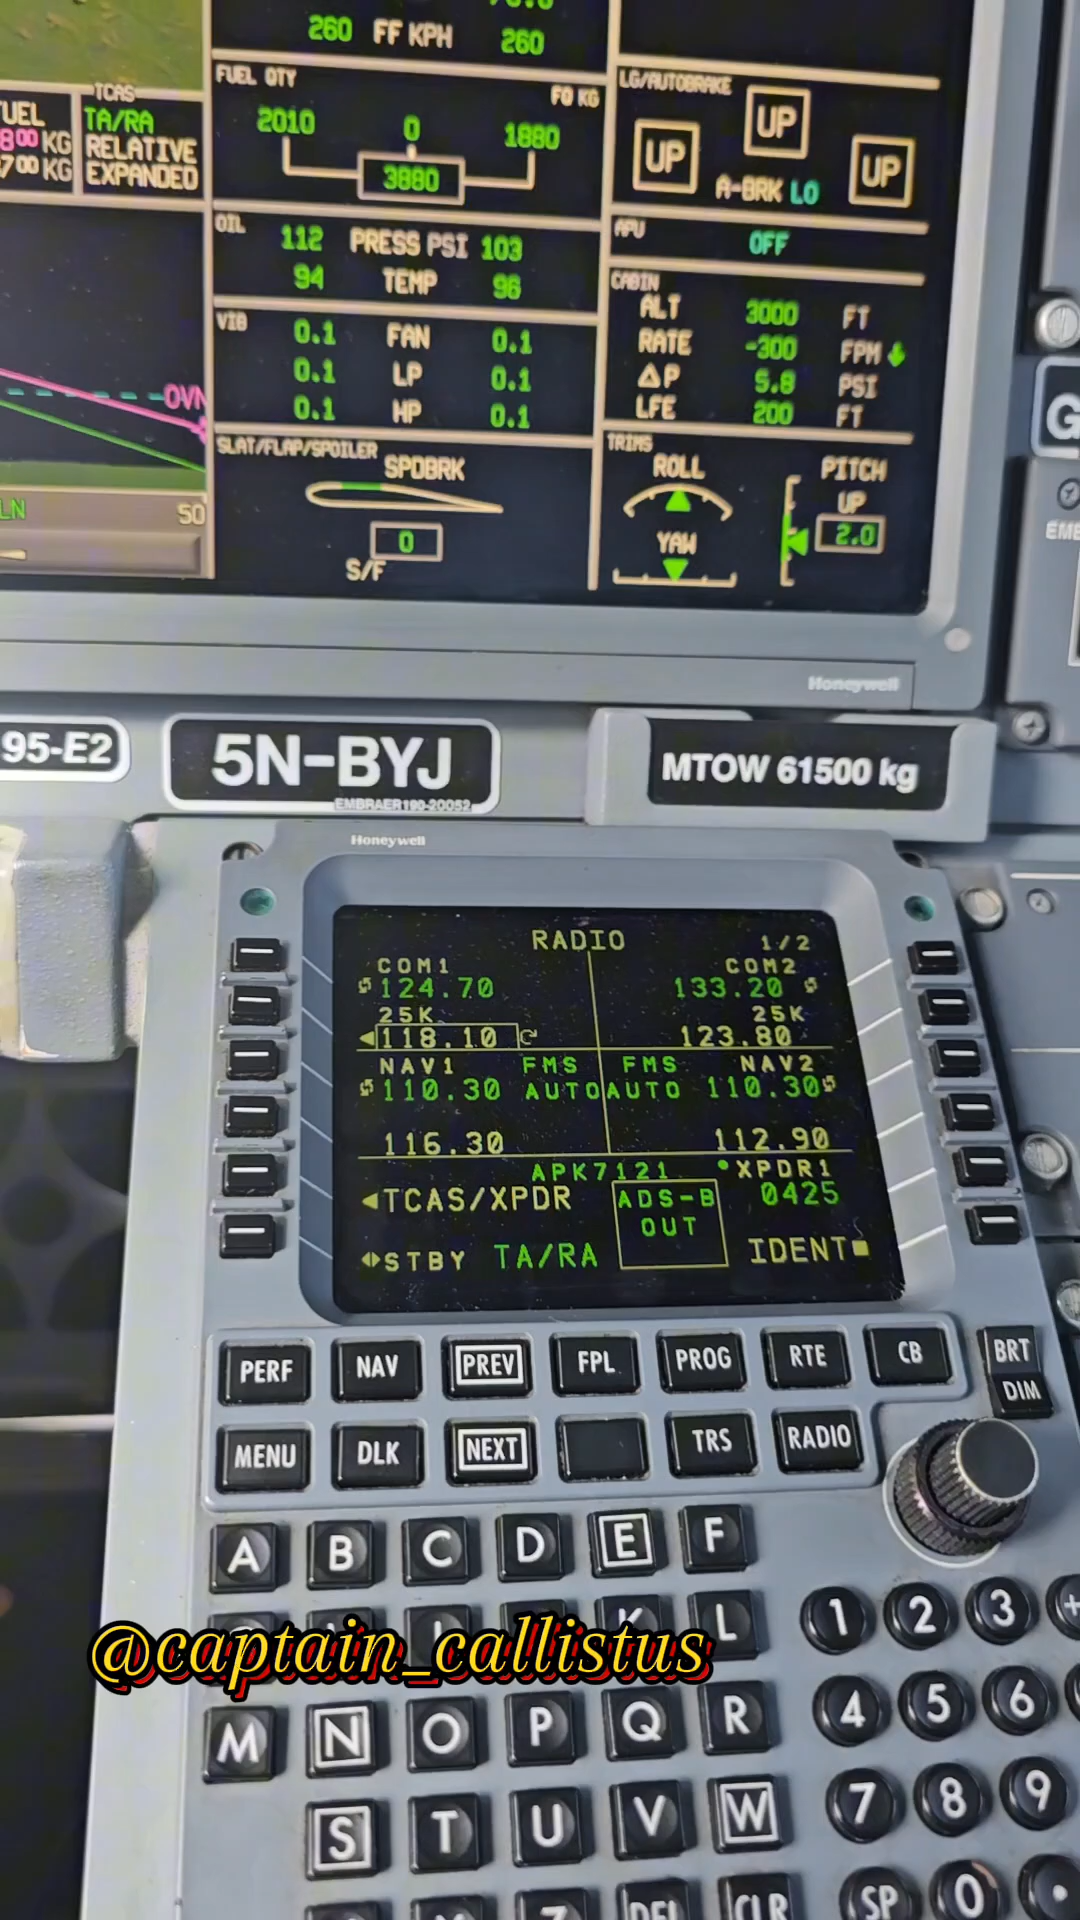 260 FF KPH 260
FUEL QTY
FQ KG
2010 0 1880
3880
LG/AUTOBRAKE
UP
UP UP
A-BRK LO
TCAS
TA/RA
RELATIVE
EXPANDED
KG
KG
OIL
112 PRESS PSI 103
94 TEMP 96
APU
OFF
VIB
0.1 FAN 0.1
0.1 LP 0.1
0.1 HP 0.1
CABIN
ALT 3000 FT
RATE -300 FPM
ΔP 5.8 PSI
LFE 200 FT
50
SLAT/FLAP/SPOILER
SPDBRK
0
S/F
TRIMS
ROLL
YAW
PITCH
UP
2.0
Honeywell
95-E2
5N-BYJ
EMBRAER190-20052
MTOW 61500 kg
Honeywell
RADIO 1/2
COM1 COM2
124.70 133.20
25K 25K
118.10 123.80
NAV1 FMS FMS NAV2
110.30 AUTO AUTO 110.30
116.30 112.90
APK7121 XPDR1
TCAS/XPDR ADS-B 0425
OUT
STBY TA/RA IDENT
PERF NAV PREV FPL PROG RTE CB BRT
DIM
MENU DLK NEXT TRS RADIO
A B C D E F
K L 1 2 3 +
@captain_callistus
M N O P Q R 4 5 6
S T U V W 7 8 9
Z DEL CLR SP 0